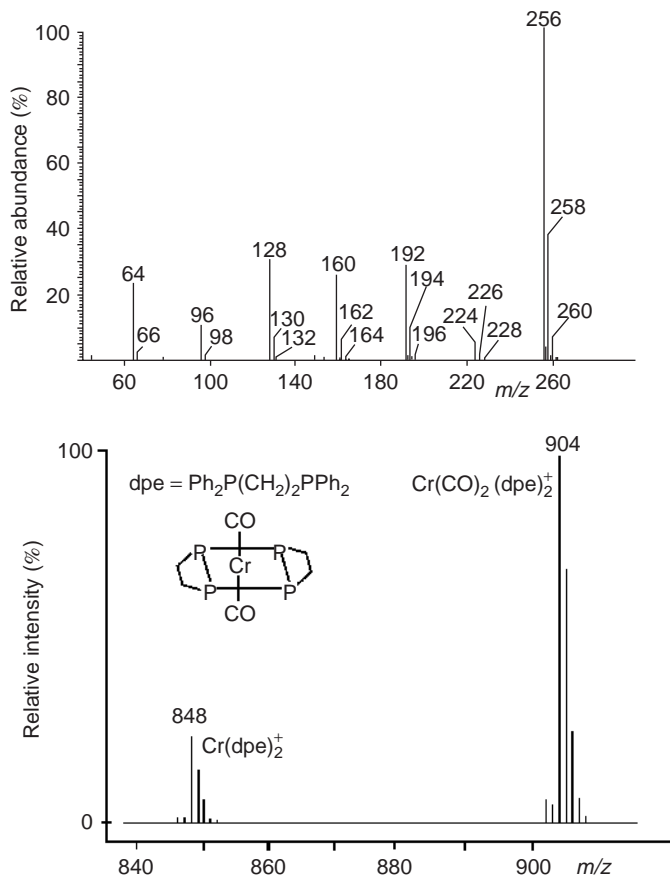 256
100
Relative abundance (%)
80
60
258
40
128
192
160
64
194
226
20
96
130
162
224
260
66
98
132
164
196
228
60
100
140
180
220
260
m/z
100
904
dpe = Ph2P(CH2)2PPh2
Cr(CO)2 (dpe)2+
CO
P
P
Cr
P
P
CO
Relative intensity (%)
848
Cr(dpe)2+
0
840
860
880
900
m/z